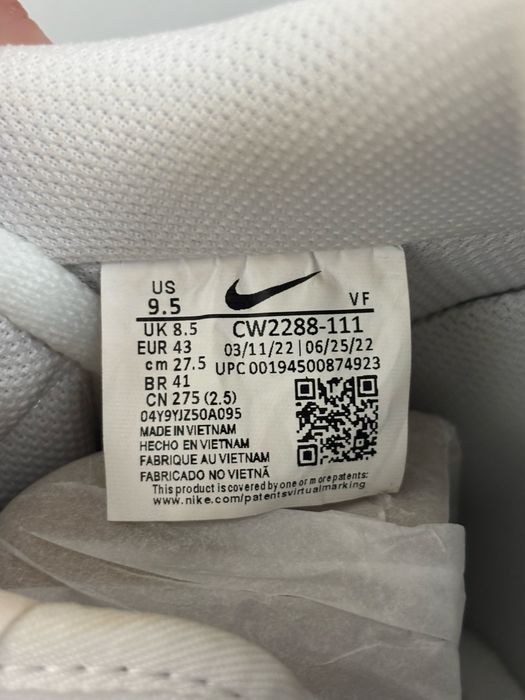 US
9.5
VF
UK 8.5
CW2288-111
EUR 43
03/11/22 | 06/25/22
cm 27.5
UPC 00194500874923
BR 41
CN 275 (2.5)
04Y9YJZ50A095
MADE IN VIETNAM
HECHO EN VIETNAM
FABRIQUE AU VIETNAM
FABRICADO NO VIETNÃ
This product is covered by one or more patents:
www.nike.com/patentsvirtualmarking